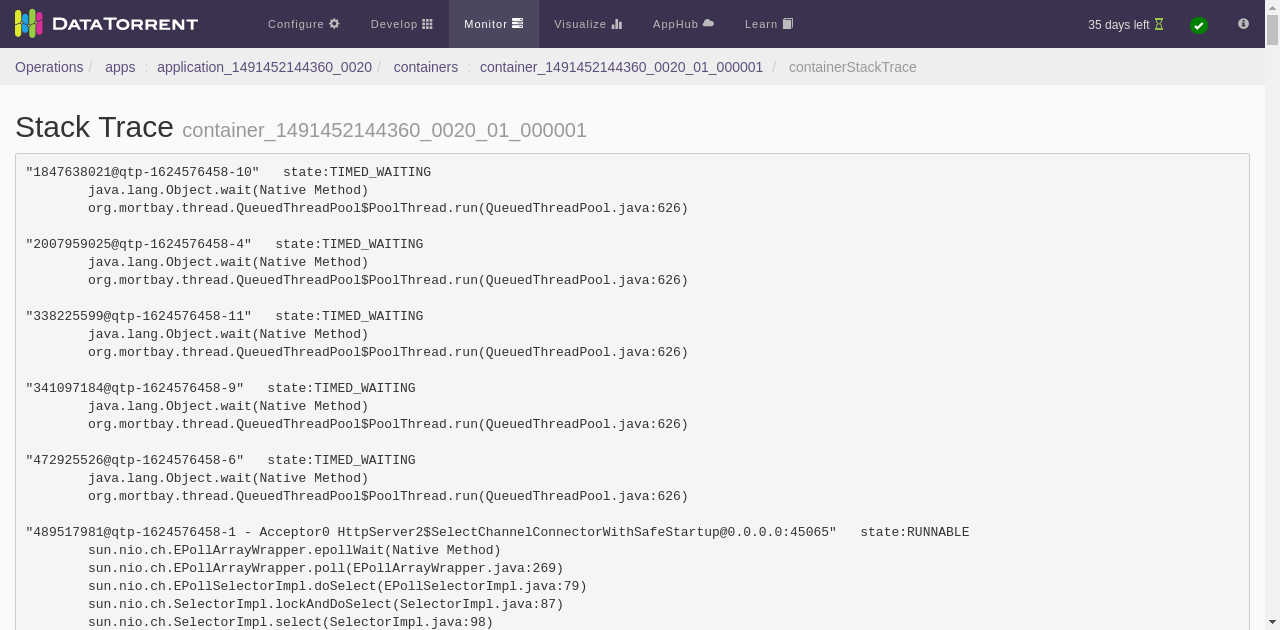 DATATORRENT Configure Develop Monitor Visualize AppHub Learn 35 days left
Operations / apps : application_1491452144360_0020 / containers : container_1491452144360_0020_01_000001 / containerStackTrace
Stack Trace container_1491452144360_0020_01_000001
"1847638021@qtp-1624576458-10"   state:TIMED_WAITING
        java.lang.Object.wait(Native Method)
        org.mortbay.thread.QueuedThreadPool$PoolThread.run(QueuedThreadPool.java:626)
"2007959025@qtp-1624576458-4"   state:TIMED_WAITING
        java.lang.Object.wait(Native Method)
        org.mortbay.thread.QueuedThreadPool$PoolThread.run(QueuedThreadPool.java:626)
"338225599@qtp-1624576458-11"   state:TIMED_WAITING
        java.lang.Object.wait(Native Method)
        org.mortbay.thread.QueuedThreadPool$PoolThread.run(QueuedThreadPool.java:626)
"341097184@qtp-1624576458-9"   state:TIMED_WAITING
        java.lang.Object.wait(Native Method)
        org.mortbay.thread.QueuedThreadPool$PoolThread.run(QueuedThreadPool.java:626)
"472925526@qtp-1624576458-6"   state:TIMED_WAITING
        java.lang.Object.wait(Native Method)
        org.mortbay.thread.QueuedThreadPool$PoolThread.run(QueuedThreadPool.java:626)
"489517981@qtp-1624576458-1 - Acceptor0 HttpServer2$SelectChannelConnectorWithSafeStartup@0.0.0.0:45065"   state:RUNNABLE
        sun.nio.ch.EPollArrayWrapper.epollWait(Native Method)
        sun.nio.ch.EPollArrayWrapper.poll(EPollArrayWrapper.java:269)
        sun.nio.ch.EPollSelectorImpl.doSelect(EPollSelectorImpl.java:79)
        sun.nio.ch.SelectorImpl.lockAndDoSelect(SelectorImpl.java:87)
        sun.nio.ch.SelectorImpl.select(SelectorImpl.java:98)